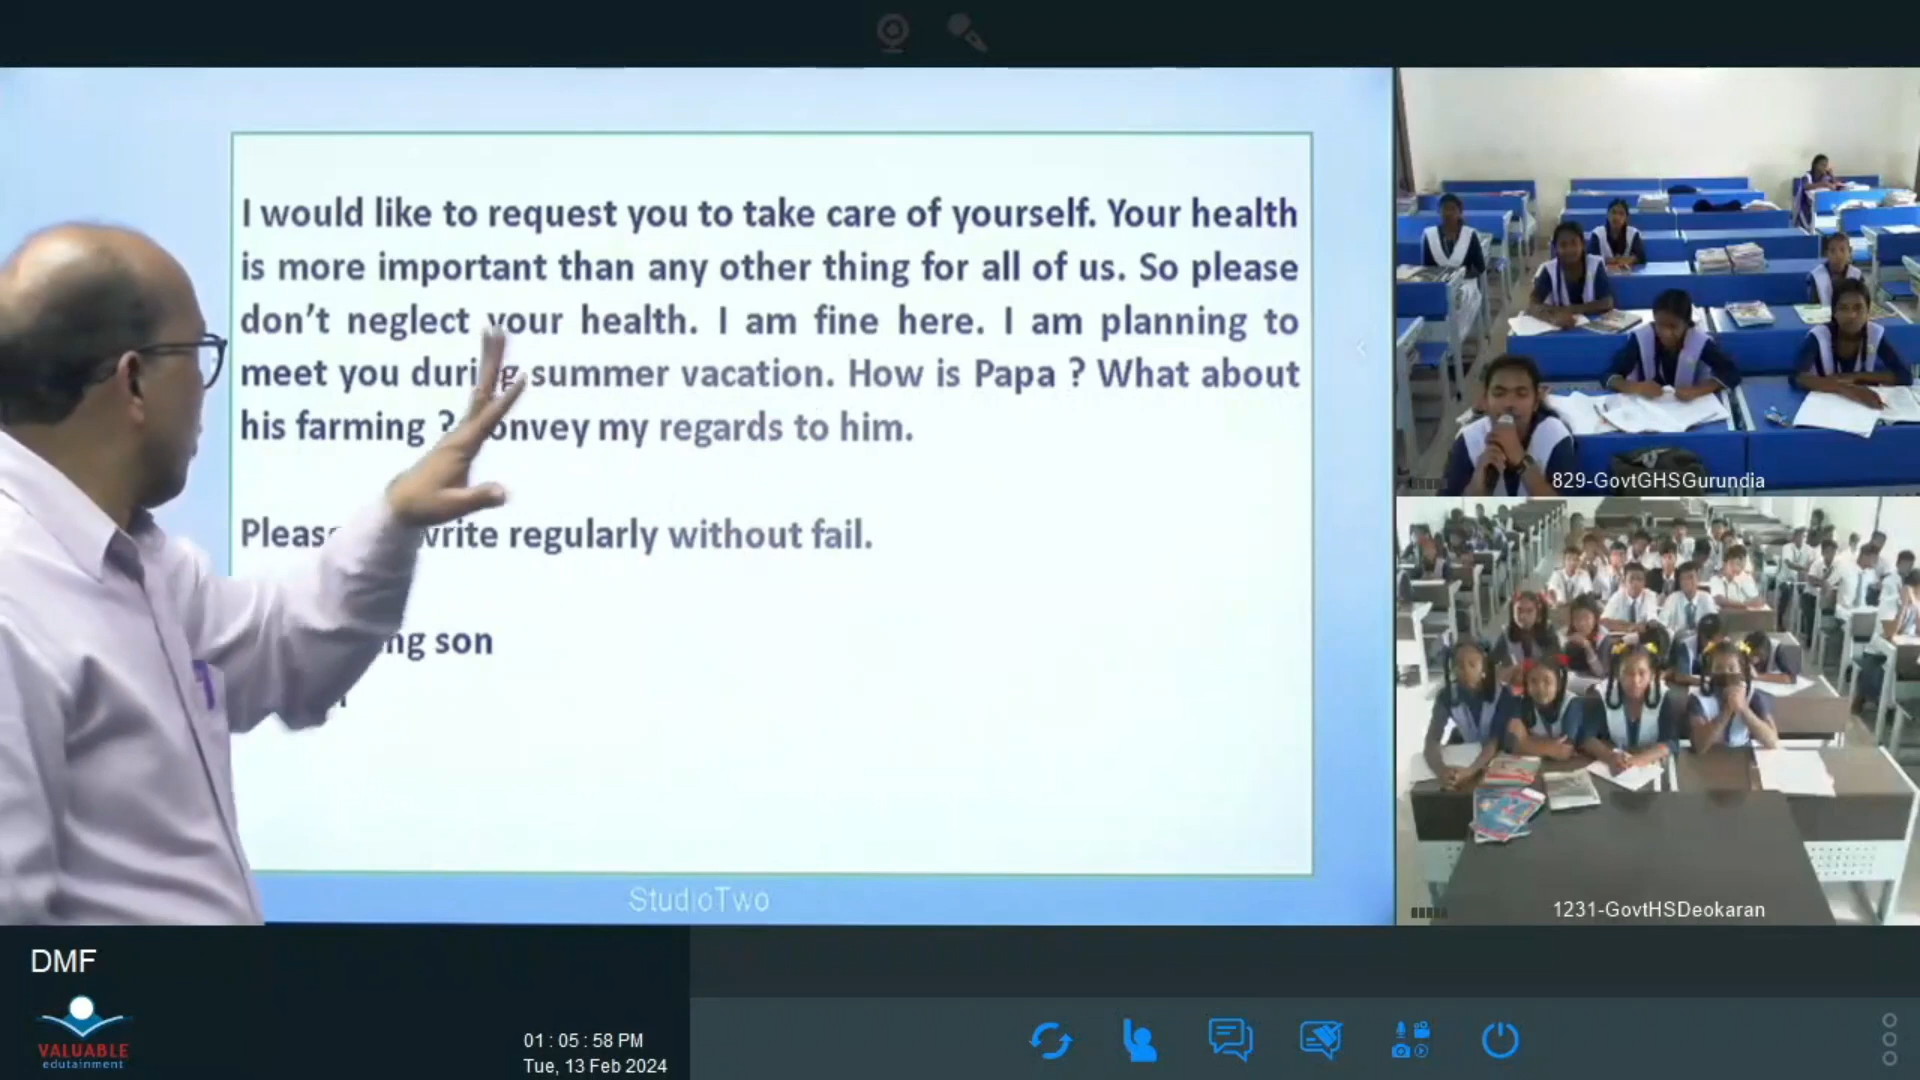 I would like to request you to take care of yourself. Your health
is more important than any other thing for all of us. So please
don't neglect your health. I am fine here. I am planning to
meet you during summer vacation. How is Papa ? What about
his farming ? Convey my regards to him.
Please write regularly without fail.
son
StudioTwo
829-GovtGHSGurundia
1231-GovtHSDeokaran
DMF
VALUABLE
edutainment
01 : 05 : 58 PM
Tue, 13 Feb 2024